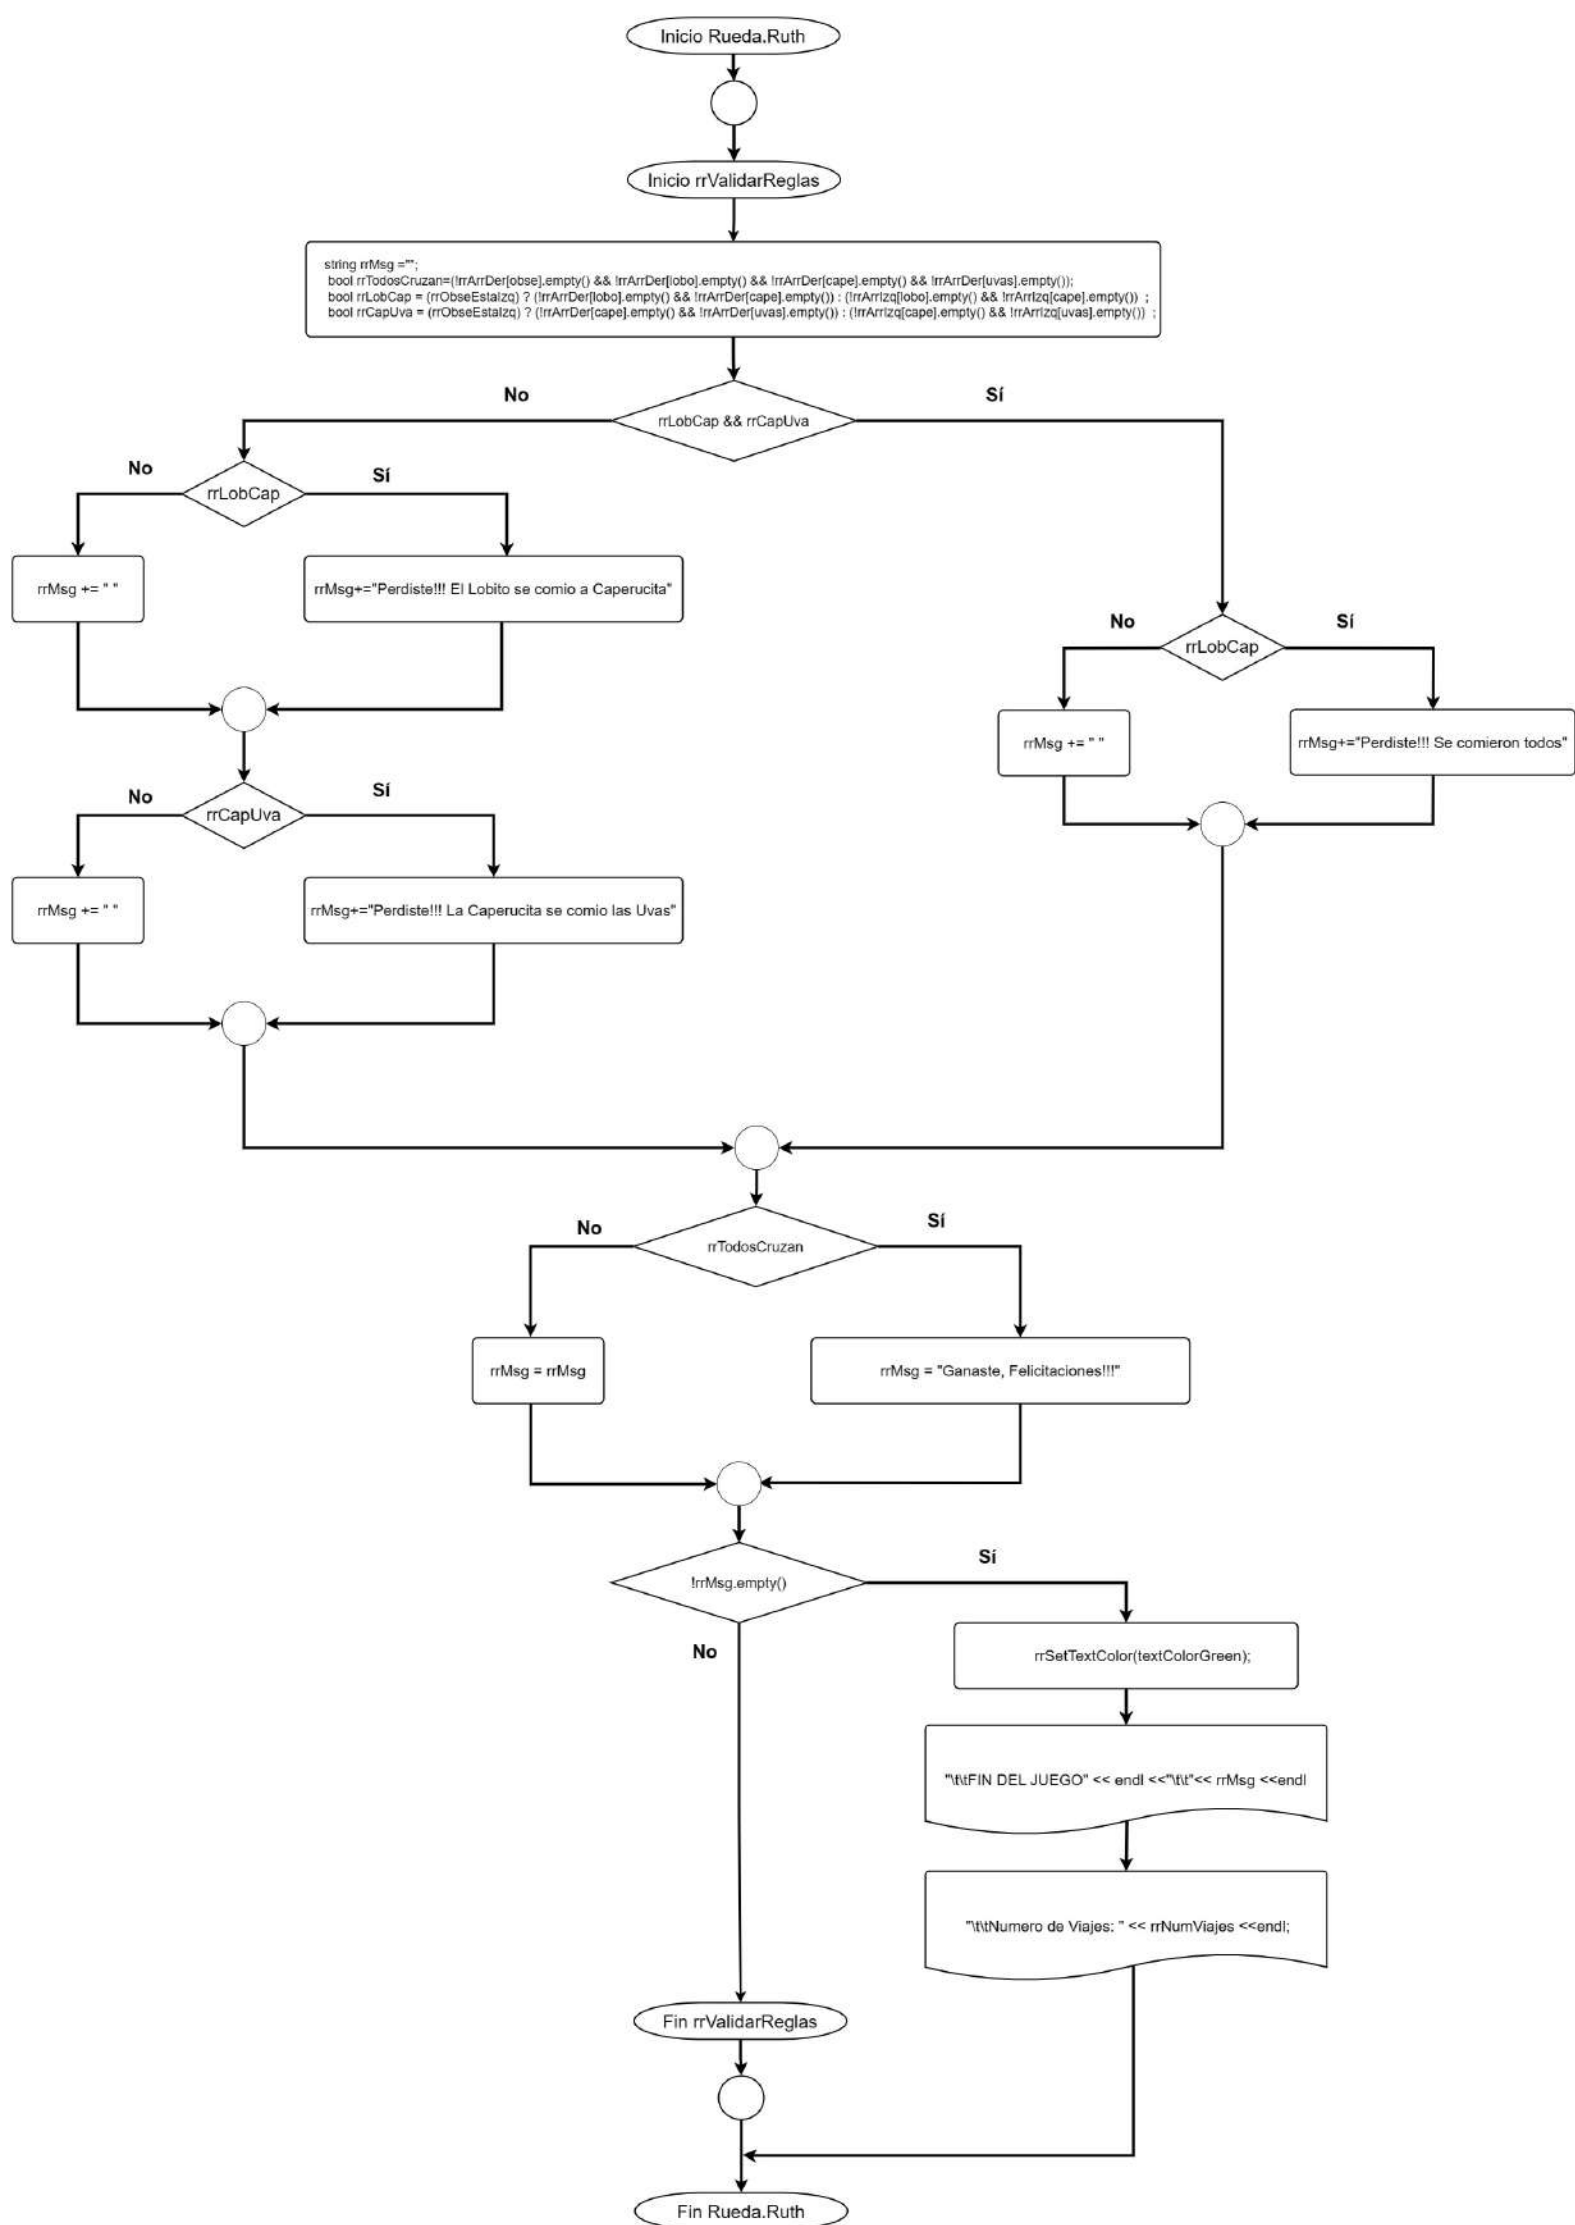 Inicio Rueda.Ruth
Inicio rrValidarReglas
string rrMsg ="";
bool rrTodosCruzan=(!rrArrDer[obse].empty() && !rrArrDer[lobo].empty() && !rrArrDer[cape].empty() && !rrArrDer[uvas].empty());
bool rrLobCap = (rrObseEstaIzq) ? (!rrArrDer[lobo].empty() && !rrArrDer[cape].empty()) : (!rrArrIzq[lobo].empty() && !rrArrIzq[cape].empty()) ;
bool rrCapUva = (rrObseEstaIzq) ? (!rrArrDer[cape].empty() && !rrArrDer[uvas].empty()) : (!rrArrIzq[cape].empty() && !rrArrIzq[uvas].empty()) ;
No
Sí
rrLobCap && rrCapUva
No
Sí
rrLobCap
rrMsg += " "
rrMsg+="Perdiste!!! El Lobito se comio a Caperucita"
No
Sí
rrLobCap
rrMsg += " "
rrMsg+="Perdiste!!! Se comieron todos"
No
Sí
rrCapUva
rrMsg += " "
rrMsg+="Perdiste!!! La Caperucita se comio las Uvas"
No
Sí
rrTodosCruzan
rrMsg = rrMsg
rrMsg = "Ganaste, Felicitaciones!!!"
Sí
!rrMsg.empty()
No
rrSetTextColor(textColorGreen);
"\t\tFIN DEL JUEGO" << endl <<"\t\t"<< rrMsg <<endl
"\t\tNumero de Viajes: " << rrNumViajes <<endl;
Fin rrValidarReglas
Fin Rueda.Ruth